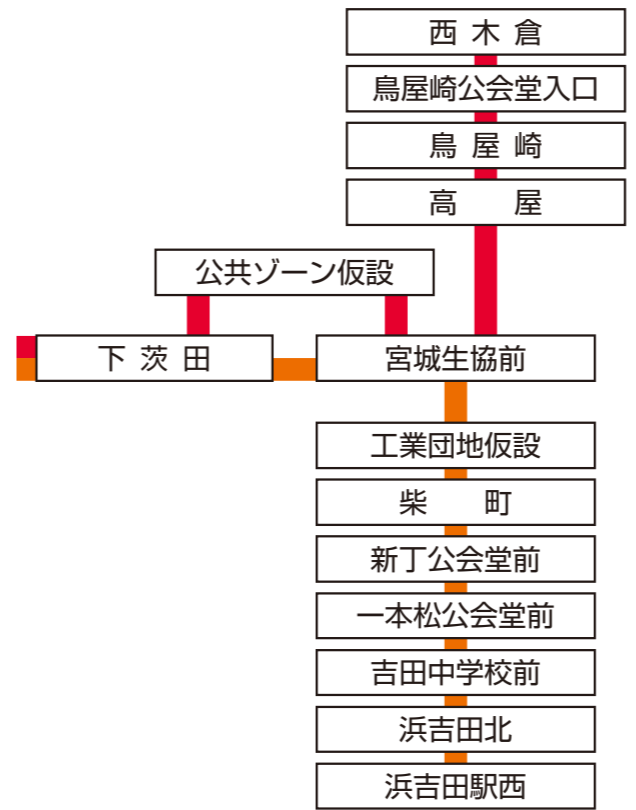 西木倉
鳥屋崎公会堂入口
鳥屋崎
高屋
公共ゾーン仮設
下茨田
宮城生協前
工業団地仮設
柴町
新丁公会堂前
一本松公会堂前
吉田中学校前
浜吉田北
浜吉田駅西